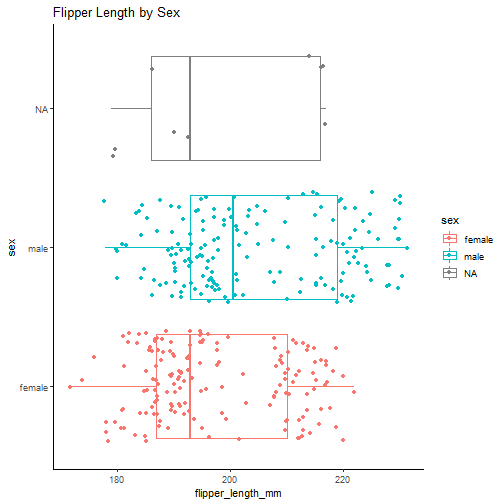 Flipper Length by Sex
NA
male
female
sex
180
200
220
flipper_length_mm
sex
female
male
NA